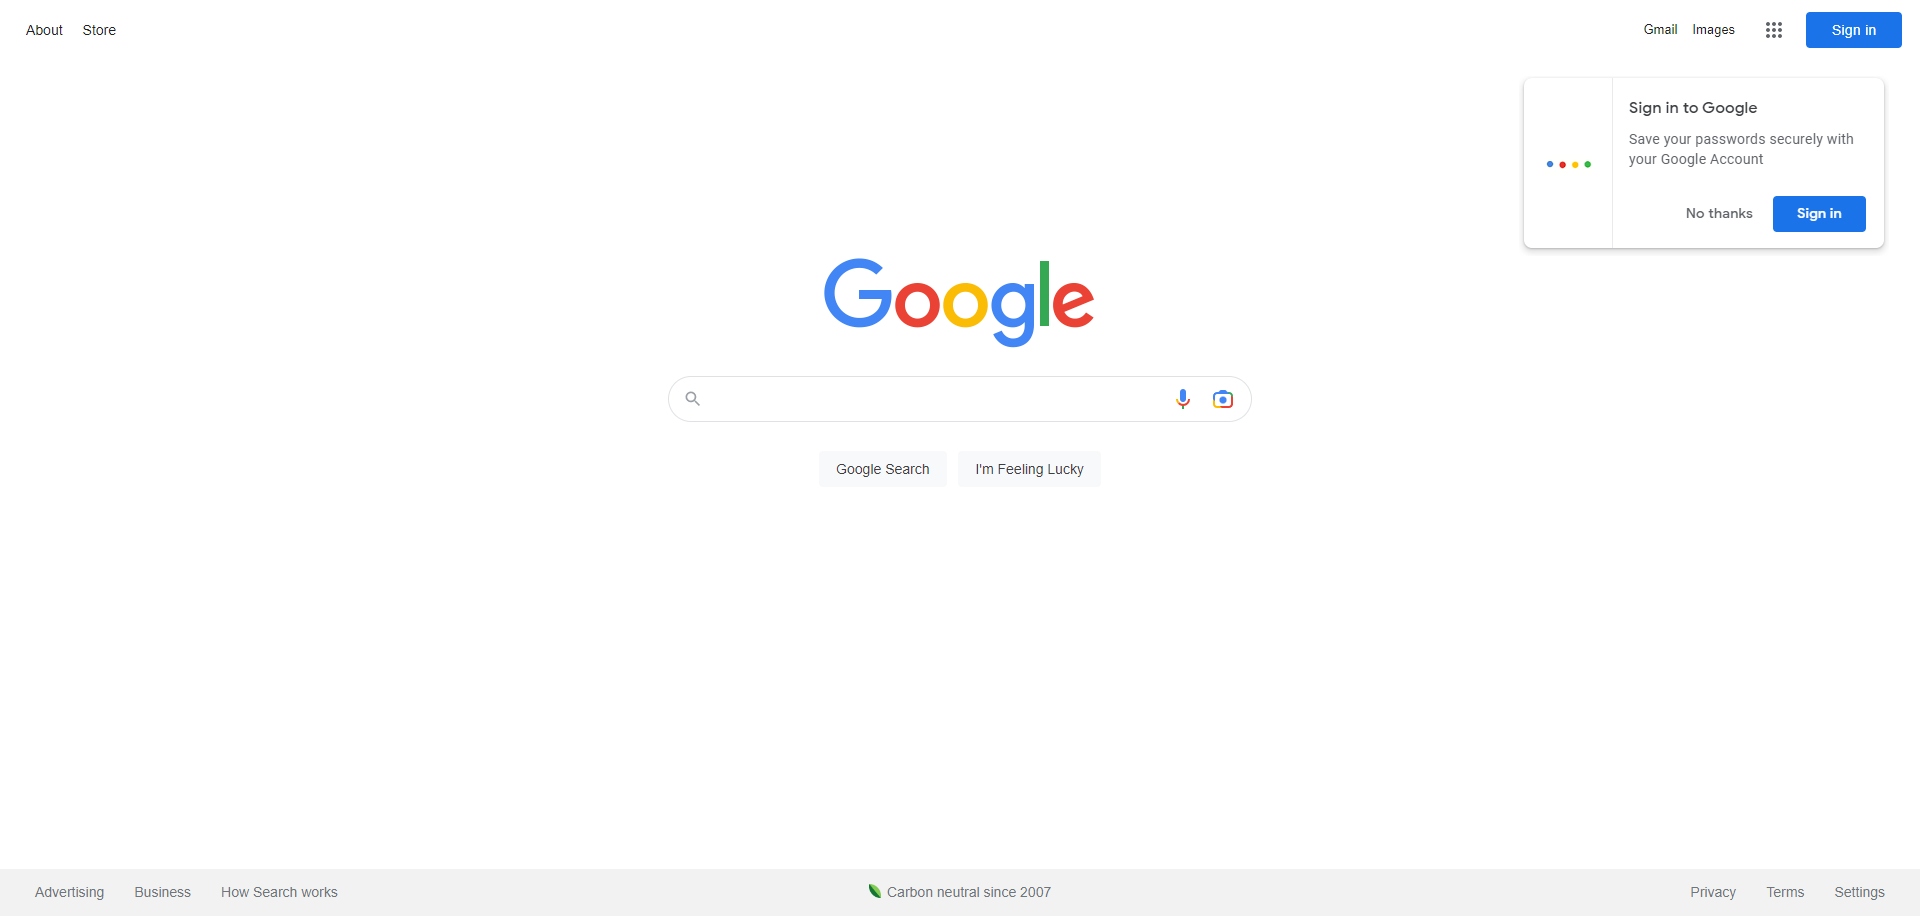 About Store
Gmail Images Sign in
Sign in to Google
Save your passwords securely with
your Google Account
No thanks Sign in
Google
Google Search I'm Feeling Lucky
Advertising Business How Search works
Carbon neutral since 2007
Privacy Terms Settings